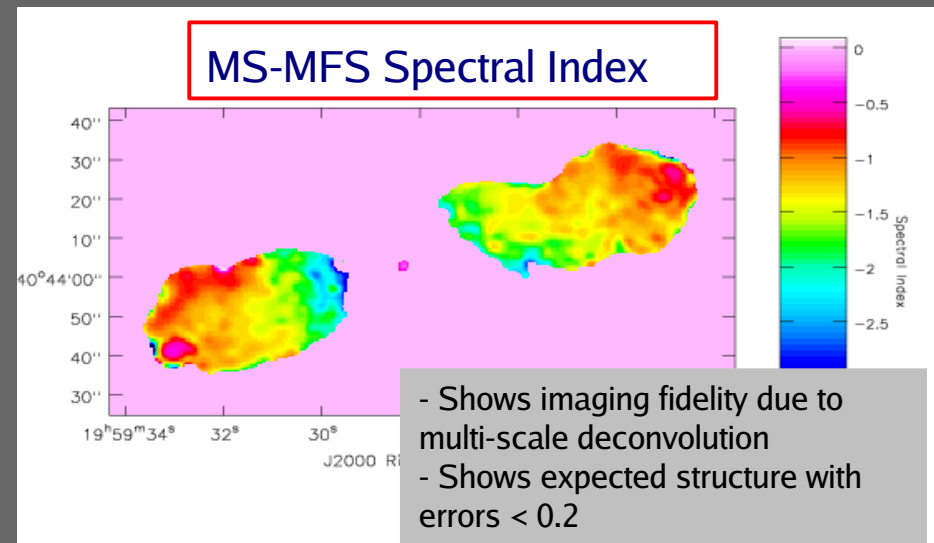 MS-MFS Spectral Index
40''
30''
20''
10''
40°44'00''
50''
40''
30''
19ʰ59ᵐ34ˢ
32ˢ
30ˢ
J2000 Ri
0
−0.5
−1
−1.5
−2
−2.5
Spectral Index
- Shows imaging fidelity due to
multi-scale deconvolution
- Shows expected structure with
errors < 0.2